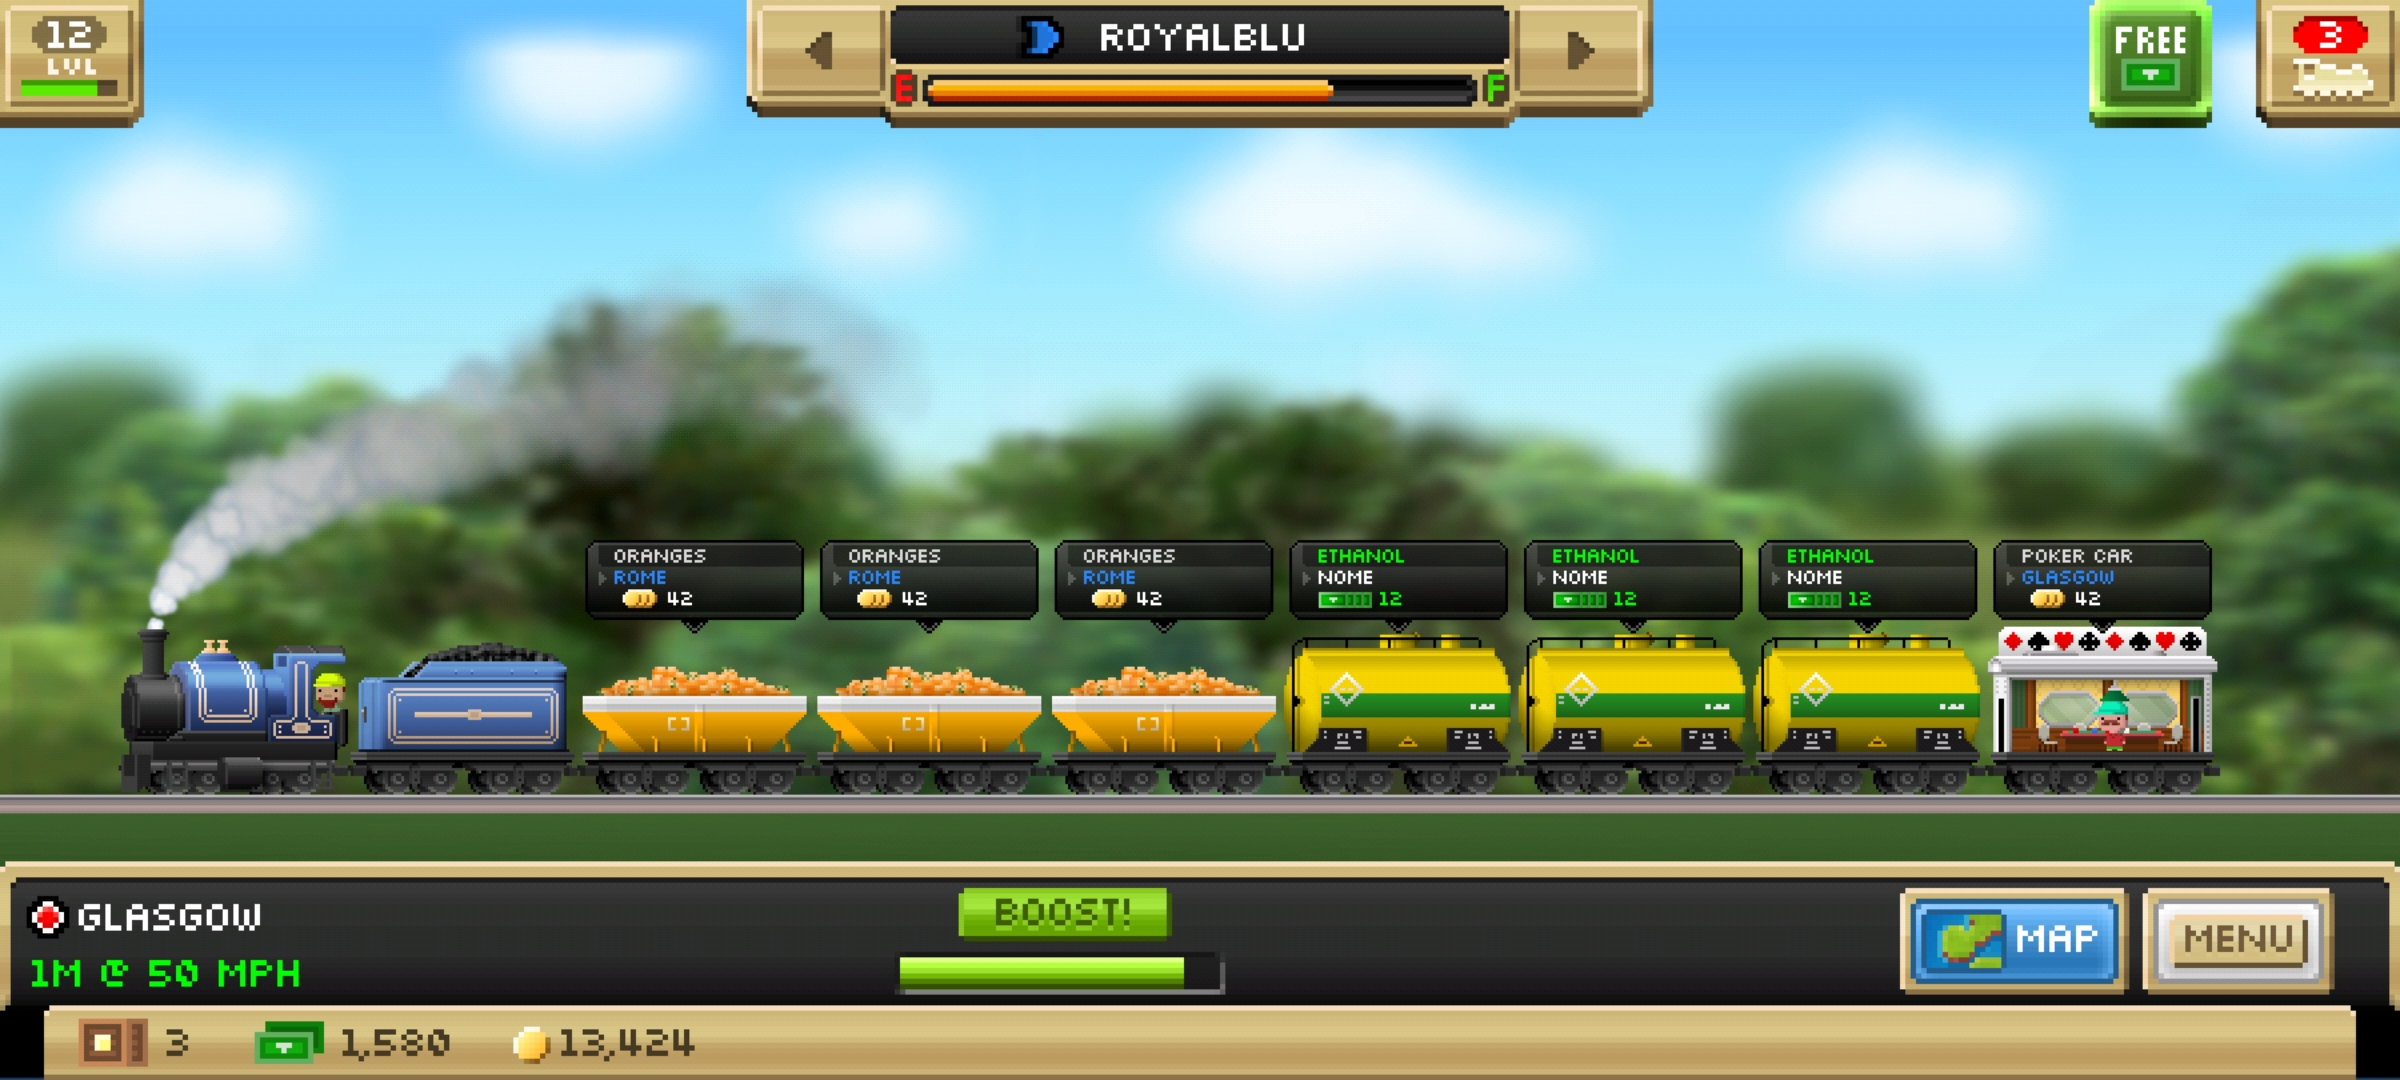 12
LVL
ROYALBLU
E F
FREE
3
ORANGES
ROME
42
ORANGES
ROME
42
ORANGES
ROME
42
ETHANOL
NOME
12
ETHANOL
NOME
12
ETHANOL
NOME
12
POKER CAR
GLASGOW
42
GLASGOW
1M @ 50 MPH
BOOST!
MAP
MENU
3 1,580 13,424